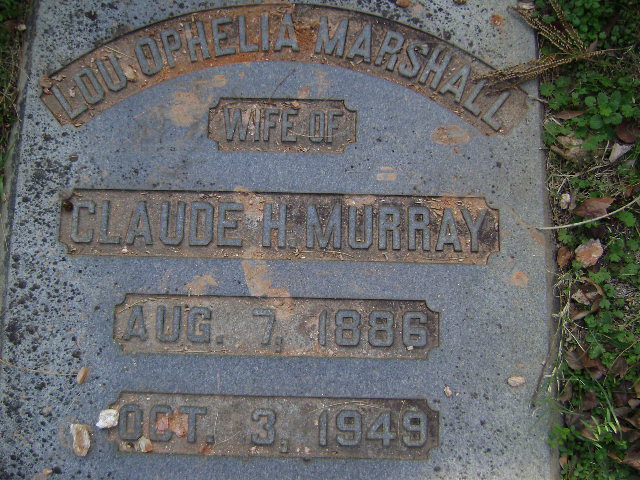 LOU OPHELIA MARSHALL
WIFE OF
CLAUDE H. MURRAY
AUG. 7, 1886
OCT. 3, 1949